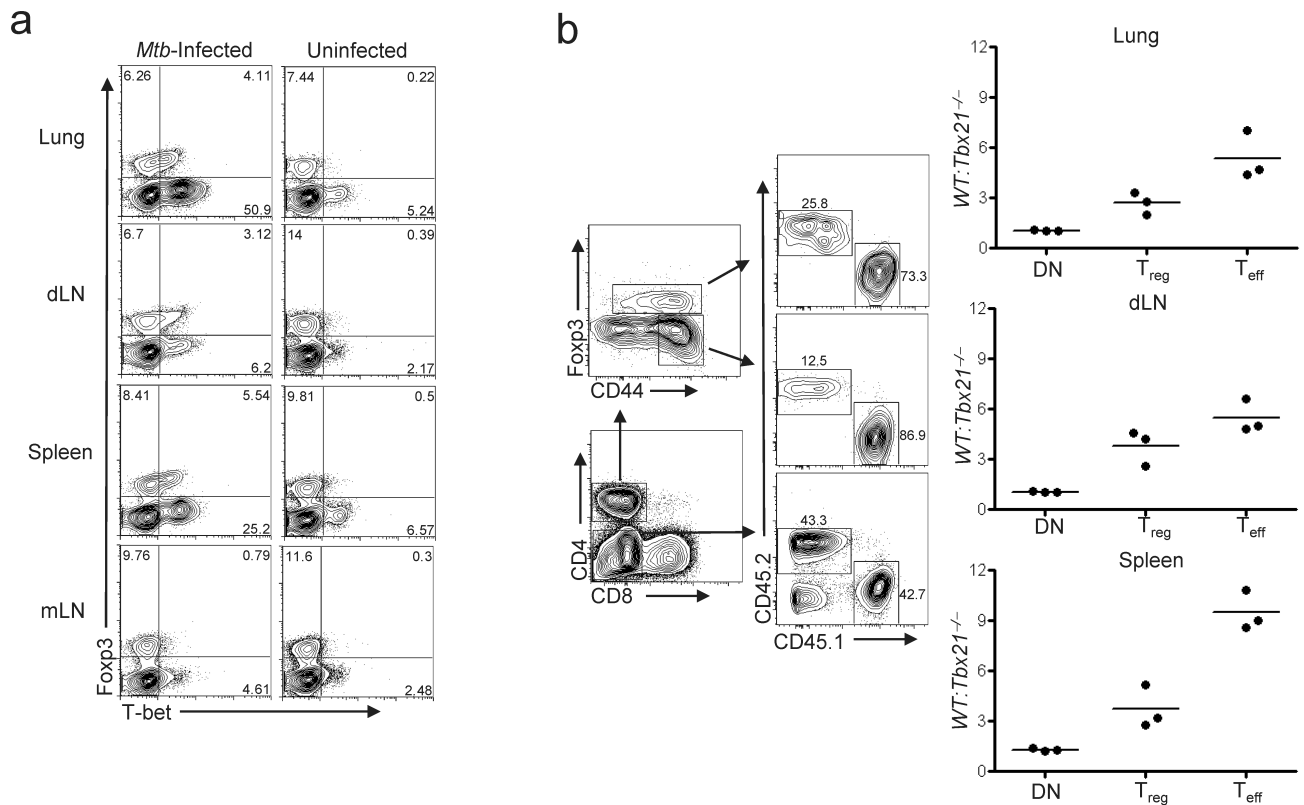 a
Mtb-Infected Uninfected
Lung
6.26 4.11
50.9
7.44 0.22
5.24
dLN
6.7 3.12
6.2
14 0.39
2.17
Spleen
8.41 5.54
25.2
9.81 0.5
6.57
mLN
9.76 0.79
4.61
11.6 0.3
2.48
Foxp3
T-bet
b
Foxp3
CD44
CD4
CD8
25.8
73.3
12.5
86.9
43.3
42.7
CD45.2
CD45.1
Lung
WT:Tbx21−/−
12
9
6
3
0
DN Treg Teff
dLN
WT:Tbx21−/−
12
9
6
3
0
DN Treg Teff
Spleen
WT:Tbx21−/−
12
9
6
3
0
DN Treg Teff